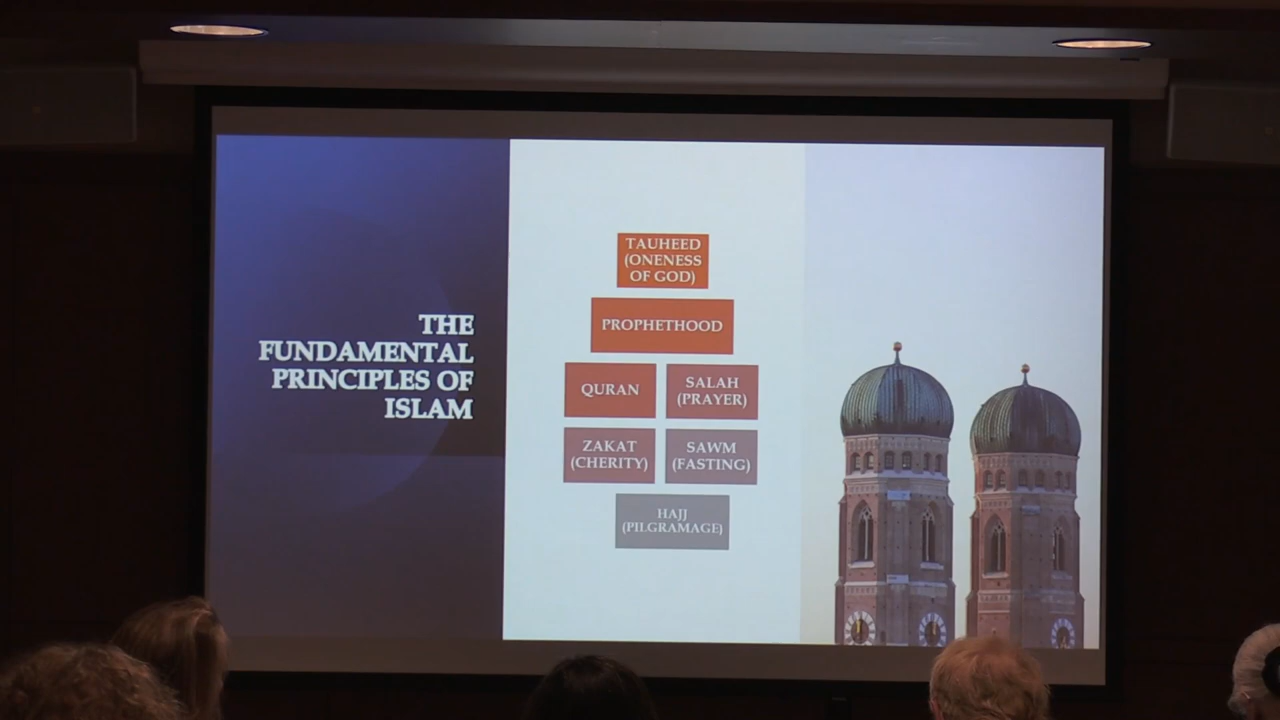 THE
FUNDAMENTAL
PRINCIPLES OF
ISLAM
TAUHEED
(ONENESS
OF GOD)
PROPHETHOOD
QURAN
SALAH
(PRAYER)
ZAKAT
(CHERITY)
SAWM
(FASTING)
HAJJ
(PILGRAMAGE)